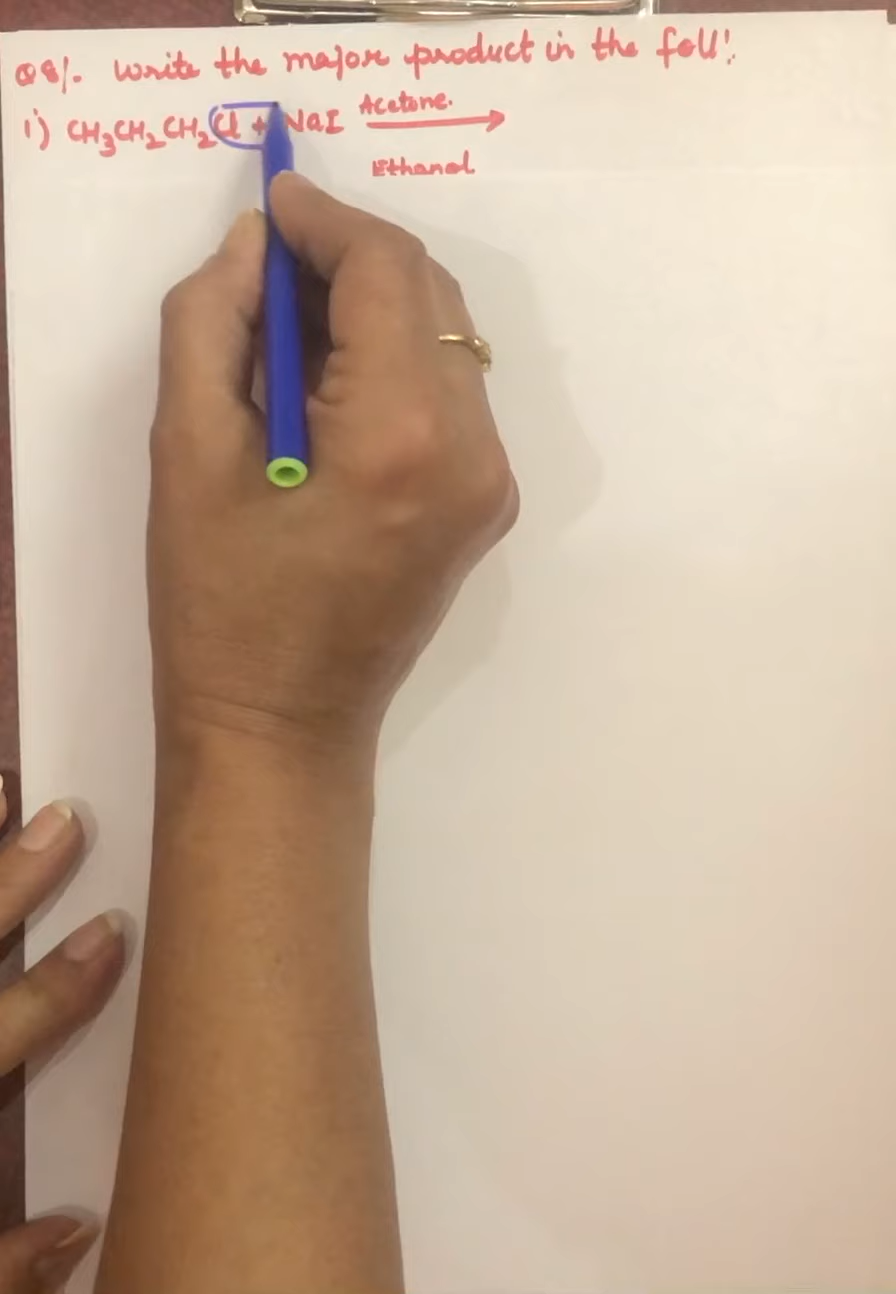 Q8/. Write the major product in the foll:
i) CH₃CH₂CH₂Cl + NaI Acetone.
Ethanol